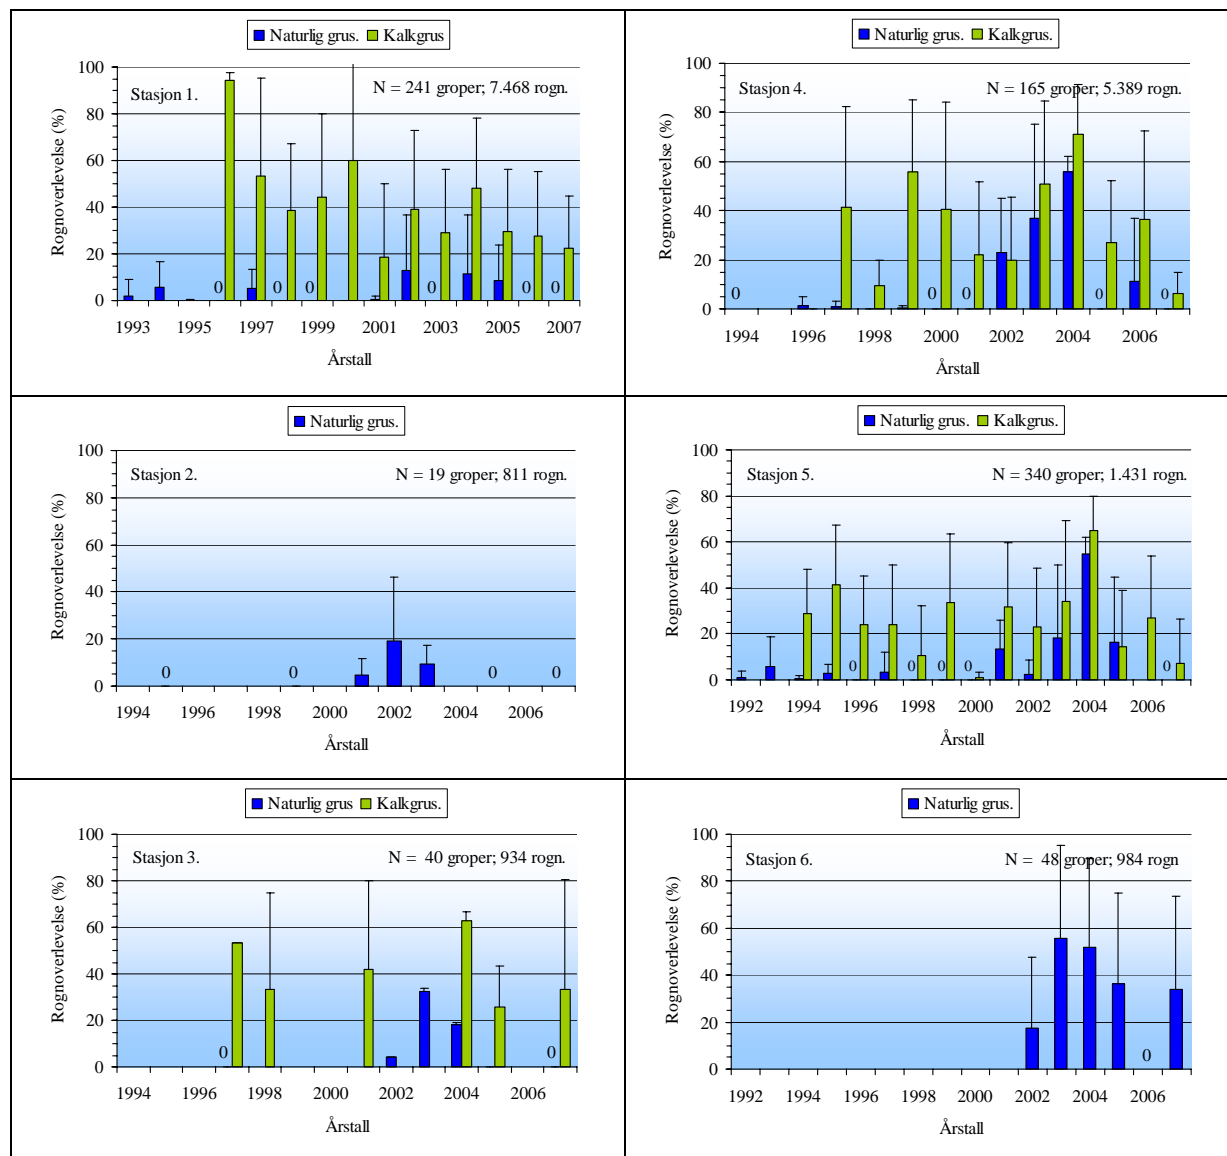 Naturlig grus. Kalkgrus
Stasjon 1. N = 241 groper; 7.468 rogn.
Rognoverlevelse (%)
100
80
60
40
20
0
0 0 0 0 0 0
1993 1995 1997 1999 2001 2003 2005 2007
Årstall
Naturlig grus. Kalkgrus.
Stasjon 4. N = 165 groper; 5.389 rogn.
Rognoverlevelse (%)
100
80
60
40
20
0
0 0 0 0 0
1994 1996 1998 2000 2002 2004 2006
Årstall
Naturlig grus.
Stasjon 2. N = 19 groper; 811 rogn.
Rognoverlevelse (%)
100
80
60
40
20
0
0 0 0 0
1994 1996 1998 2000 2002 2004 2006
Årstall
Naturlig grus. Kalkgrus.
Stasjon 5. N = 340 groper; 1.431 rogn.
Rognoverlevelse (%)
100
80
60
40
20
0
0 0 0 0 0
1992 1994 1996 1998 2000 2002 2004 2006
Årstall
Naturlig grus Kalkgrus.
Stasjon 3. N = 40 groper; 934 rogn.
Rognoverlevelse (%)
100
80
60
40
20
0
0 0
1994 1996 1998 2000 2002 2004 2006
Årstall
Naturlig grus.
Stasjon 6. N = 48 groper; 984 rogn
Rognoverlevelse (%)
100
80
60
40
20
0
0
1992 1994 1996 1998 2000 2002 2004 2006
Årstall